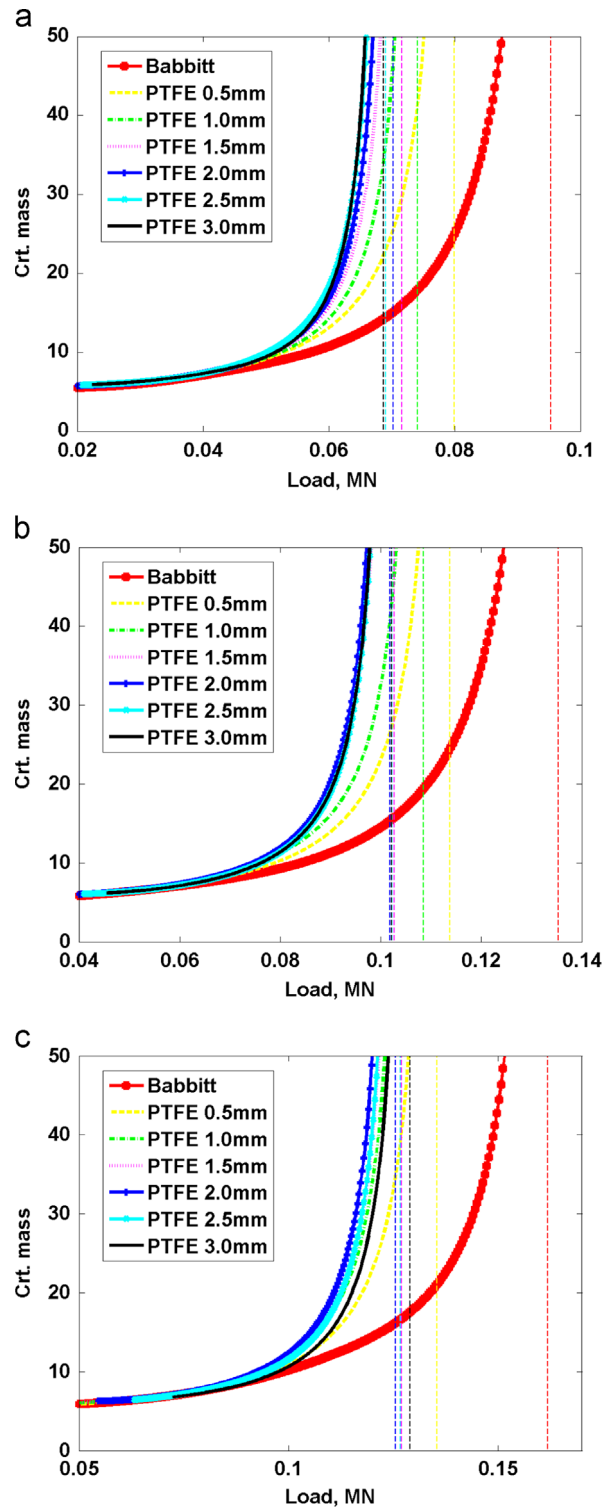 a
50
40
30
20
10
0
Crt. mass
Babbitt
PTFE 0.5mm
PTFE 1.0mm
PTFE 1.5mm
PTFE 2.0mm
PTFE 2.5mm
PTFE 3.0mm
0.02 0.04 0.06 0.08 0.1
Load, MN
b
50
40
30
20
10
0
Crt. mass
Babbitt
PTFE 0.5mm
PTFE 1.0mm
PTFE 1.5mm
PTFE 2.0mm
PTFE 2.5mm
PTFE 3.0mm
0.04 0.06 0.08 0.1 0.12 0.14
Load, MN
c
50
40
30
20
10
0
Crt. mass
Babbitt
PTFE 0.5mm
PTFE 1.0mm
PTFE 1.5mm
PTFE 2.0mm
PTFE 2.5mm
PTFE 3.0mm
0.05 0.1 0.15
Load, MN